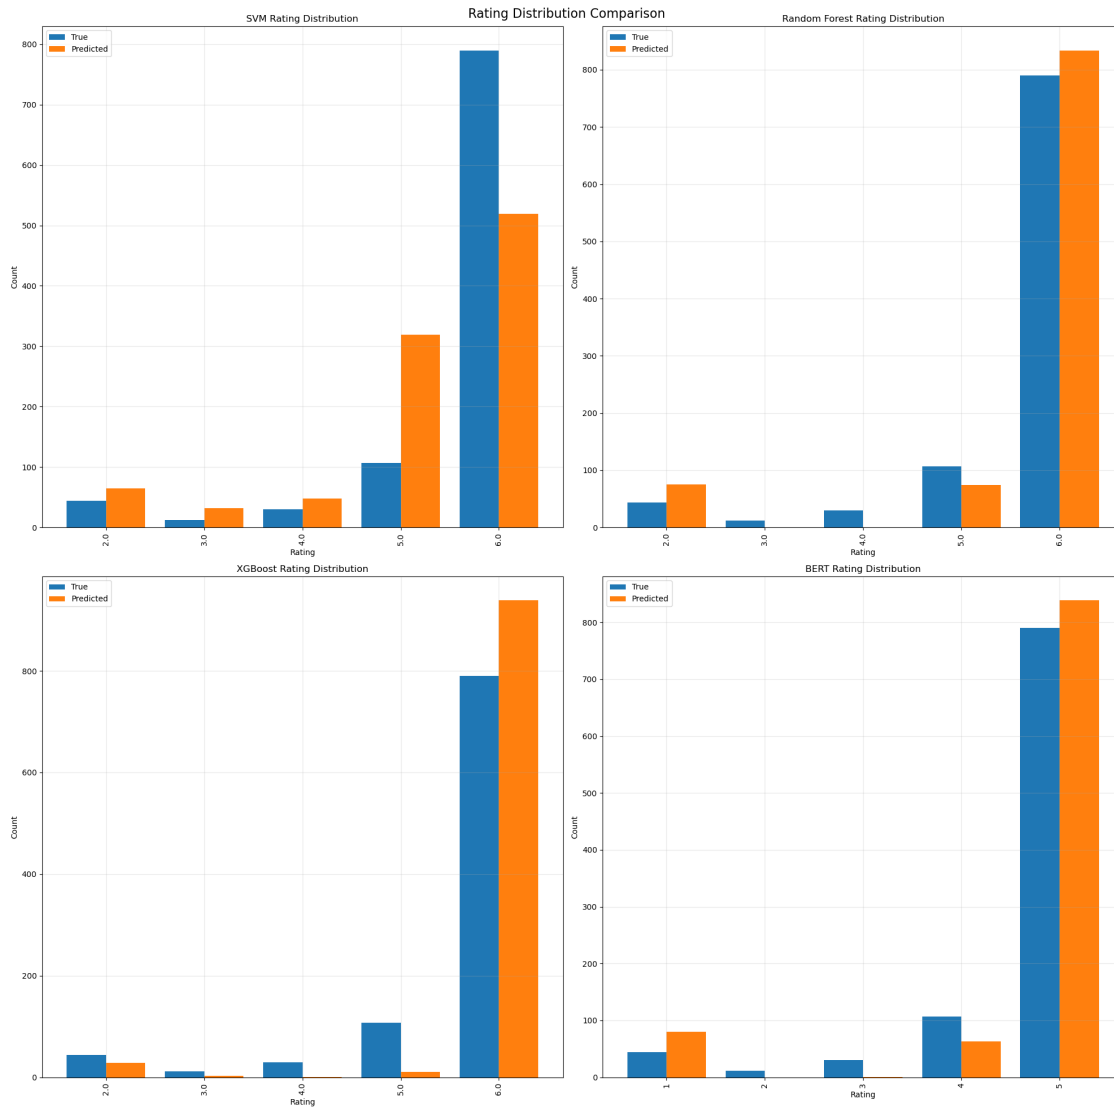 Rating Distribution Comparison
SVM Rating Distribution
True
Predicted
Count
800
700
600
500
400
300
200
100
0
2.0
3.0
4.0
5.0
6.0
Rating
Random Forest Rating Distribution
True
Predicted
Count
800
700
600
500
400
300
200
100
0
2.0
3.0
4.0
5.0
6.0
Rating
XGBoost Rating Distribution
True
Predicted
Count
800
600
400
200
0
2.0
3.0
4.0
5.0
6.0
Rating
BERT Rating Distribution
True
Predicted
Count
800
700
600
500
400
300
200
100
0
1
2
3
4
5
Rating